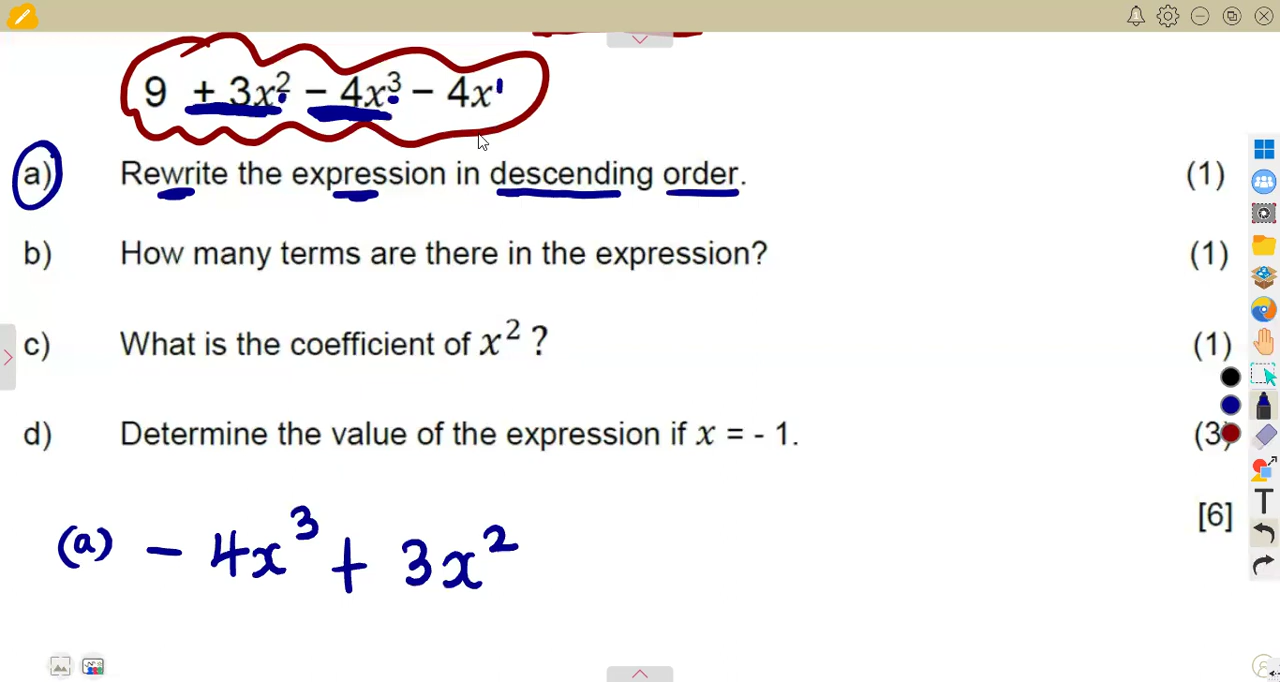 9 + 3x² − 4x³ − 4x¹
a) Rewrite the expression in descending order. (1)
b) How many terms are there in the expression? (1)
c) What is the coefficient of x² ? (1)
d) Determine the value of the expression if x = - 1. (3)
[6]
(a) − 4x³ + 3x²
T